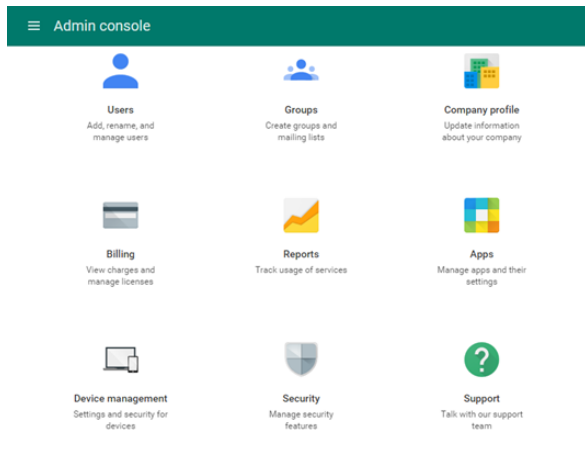 Admin console
Users
Add, rename, and
manage users
Groups
Create groups and
mailing lists
Company profile
Update information
about your company
Billing
View charges and
manage licenses
Reports
Track usage of services
Apps
Manage apps and their
settings
Device management
Settings and security for
devices
Security
Manage security
features
?
Support
Talk with our support
team